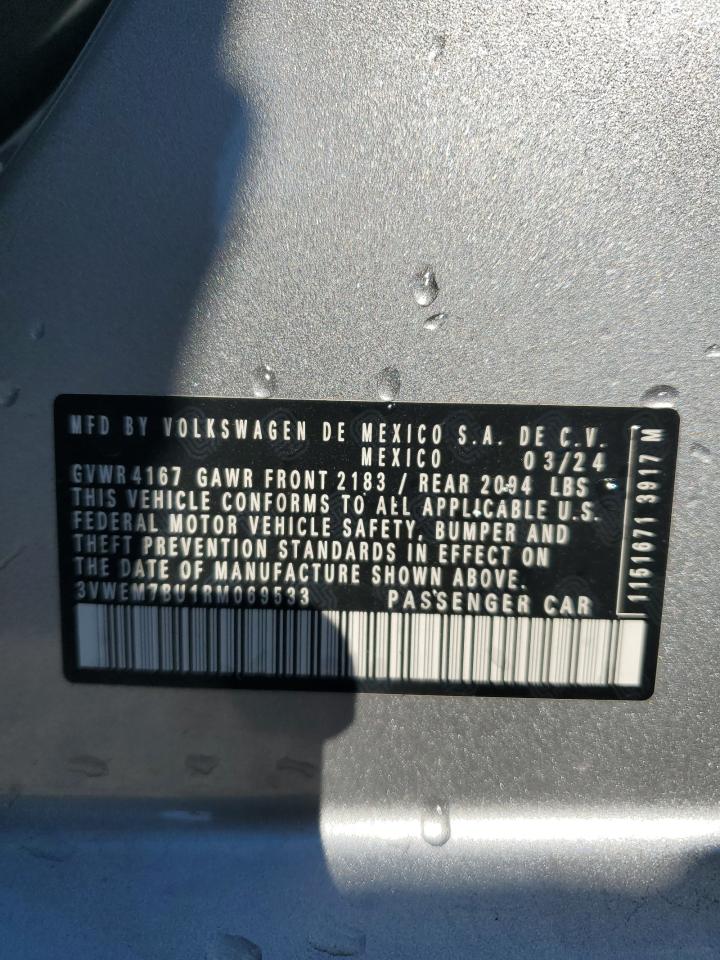 MFD BY VOLKSWAGEN DE MEXICO S.A. DE C.V.
MEXICO 03/24
GVWR 4167 GAWR FRONT 2183 / REAR 2094 LBS
THIS VEHICLE CONFORMS TO ALL APPLICABLE U.S.
FEDERAL MOTOR VEHICLE SAFETY, BUMPER AND
THEFT PREVENTION STANDARDS IN EFFECT ON
THE DATE OF MANUFACTURE SHOWN ABOVE.
3VWEM7BU1RM069533 PASSENGER CAR
1161671 3917 M